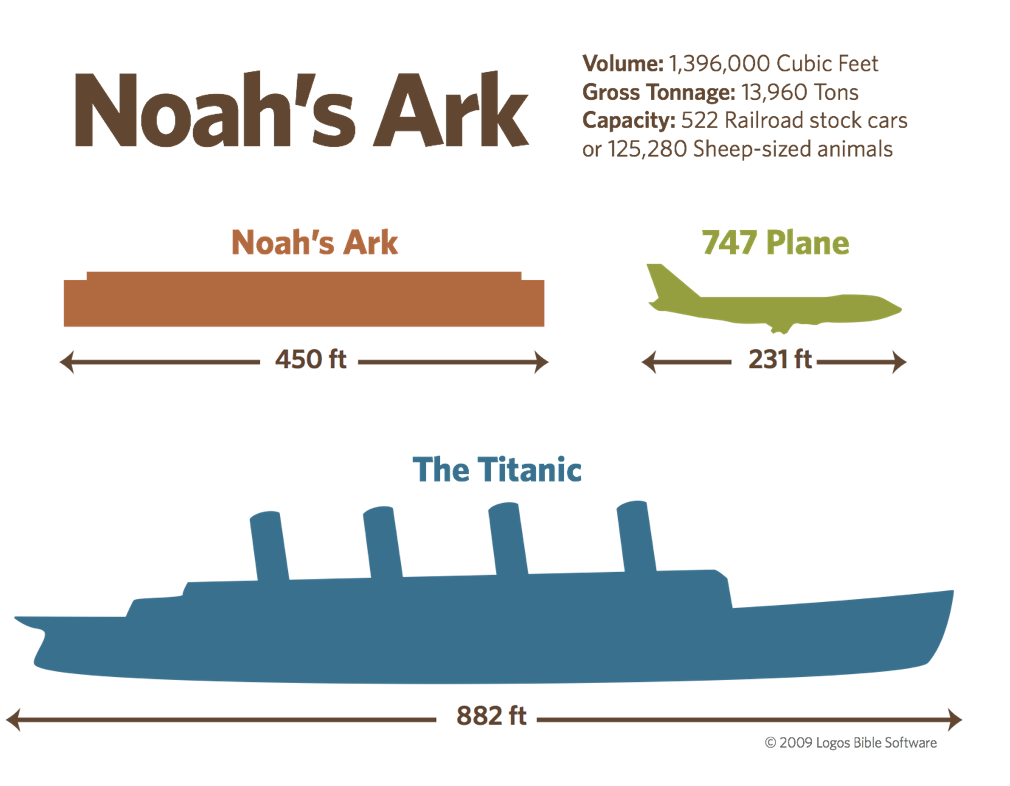 Noah's Ark
Volume: 1,396,000 Cubic Feet
Gross Tonnage: 13,960 Tons
Capacity: 522 Railroad stock cars
or 125,280 Sheep-sized animals
Noah's Ark
450 ft
747 Plane
231 ft
The Titanic
882 ft
© 2009 Logos Bible Software